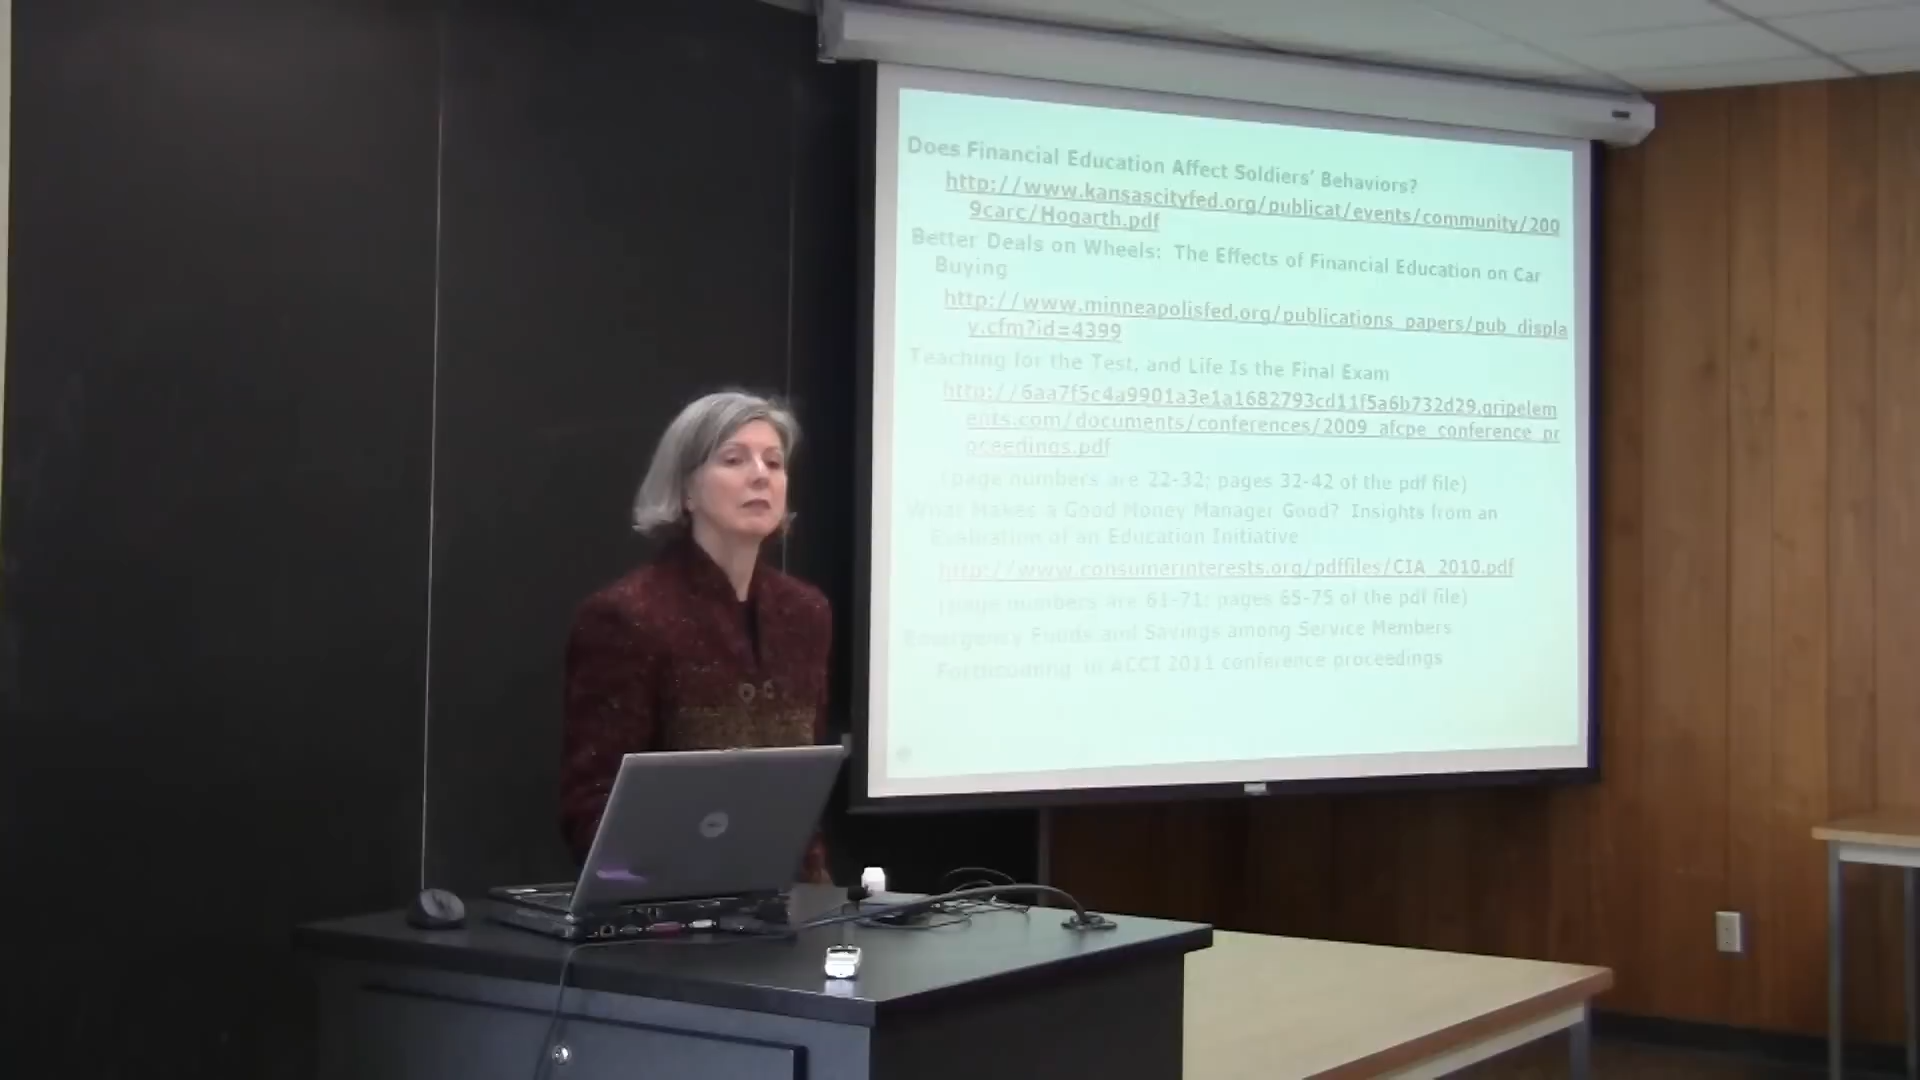 Does Financial Education Affect Soldiers' Behaviors?
http://www.kansascityfed.org/publicat/events/community/200
9carc/Hogarth.pdf
Better Deals on Wheels: The Effects of Financial Education on Car
Buying
http://www.minneapolisfed.org/publications_papers/pub_displa
y.cfm?id=4399
Teaching for the Test, and Life Is the Final Exam
http://6aa7f5c4a9901a3e1a1682793cd11f5a6b732d29.gripelem
ents.com/documents/conferences/2009_afcpe_conference_pr
oceedings.pdf
(page numbers are 22-32; pages 32-42 of the pdf file)
What Makes a Good Money Manager Good? Insights from an
Evaluation of an Education Initiative
http://www.consumerinterests.org/pdffiles/CIA_2010.pdf
(page numbers are 61-71; pages 65-75 of the pdf file)
Emergency Funds and Savings among Service Members
Forthcoming in ACCI 2011 conference proceedings